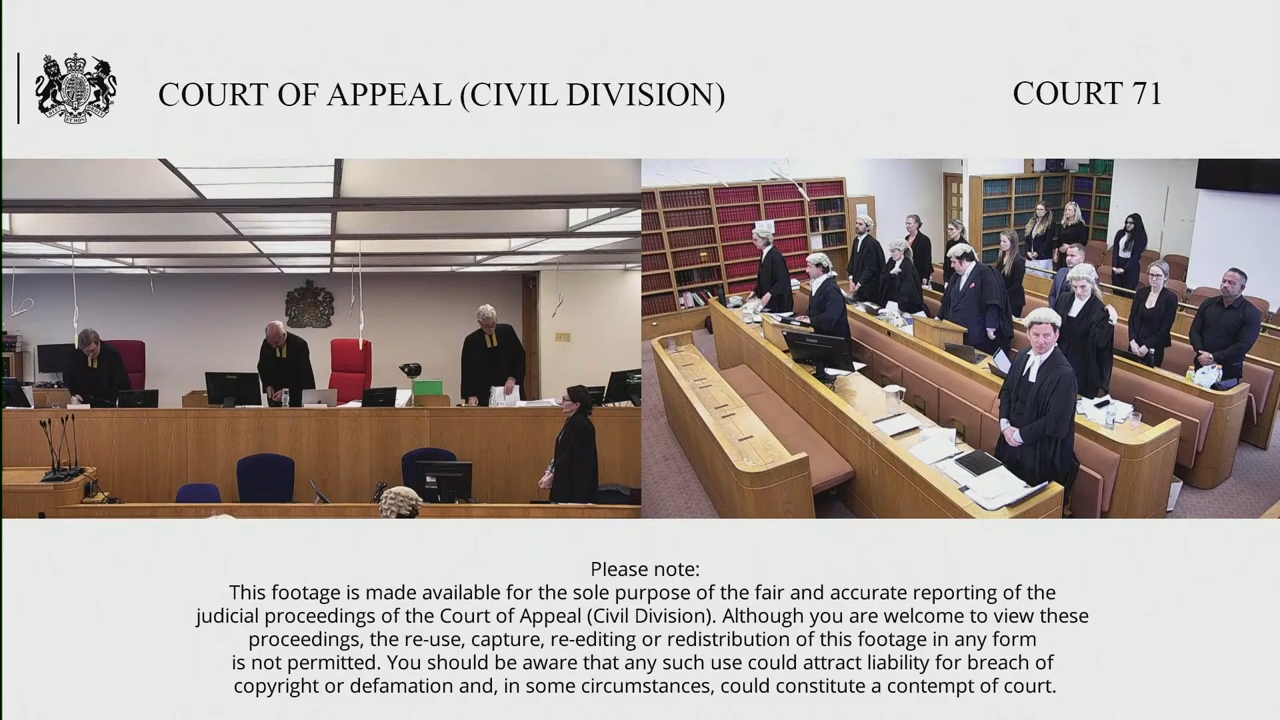 COURT OF APPEAL (CIVIL DIVISION)
COURT 71
Please note:
This footage is made available for the sole purpose of the fair and accurate reporting of the
judicial proceedings of the Court of Appeal (Civil Division). Although you are welcome to view these
proceedings, the re-use, capture, re-editing or redistribution of this footage in any form
is not permitted. You should be aware that any such use could attract liability for breach of
copyright or defamation and, in some circumstances, could constitute a contempt of court.